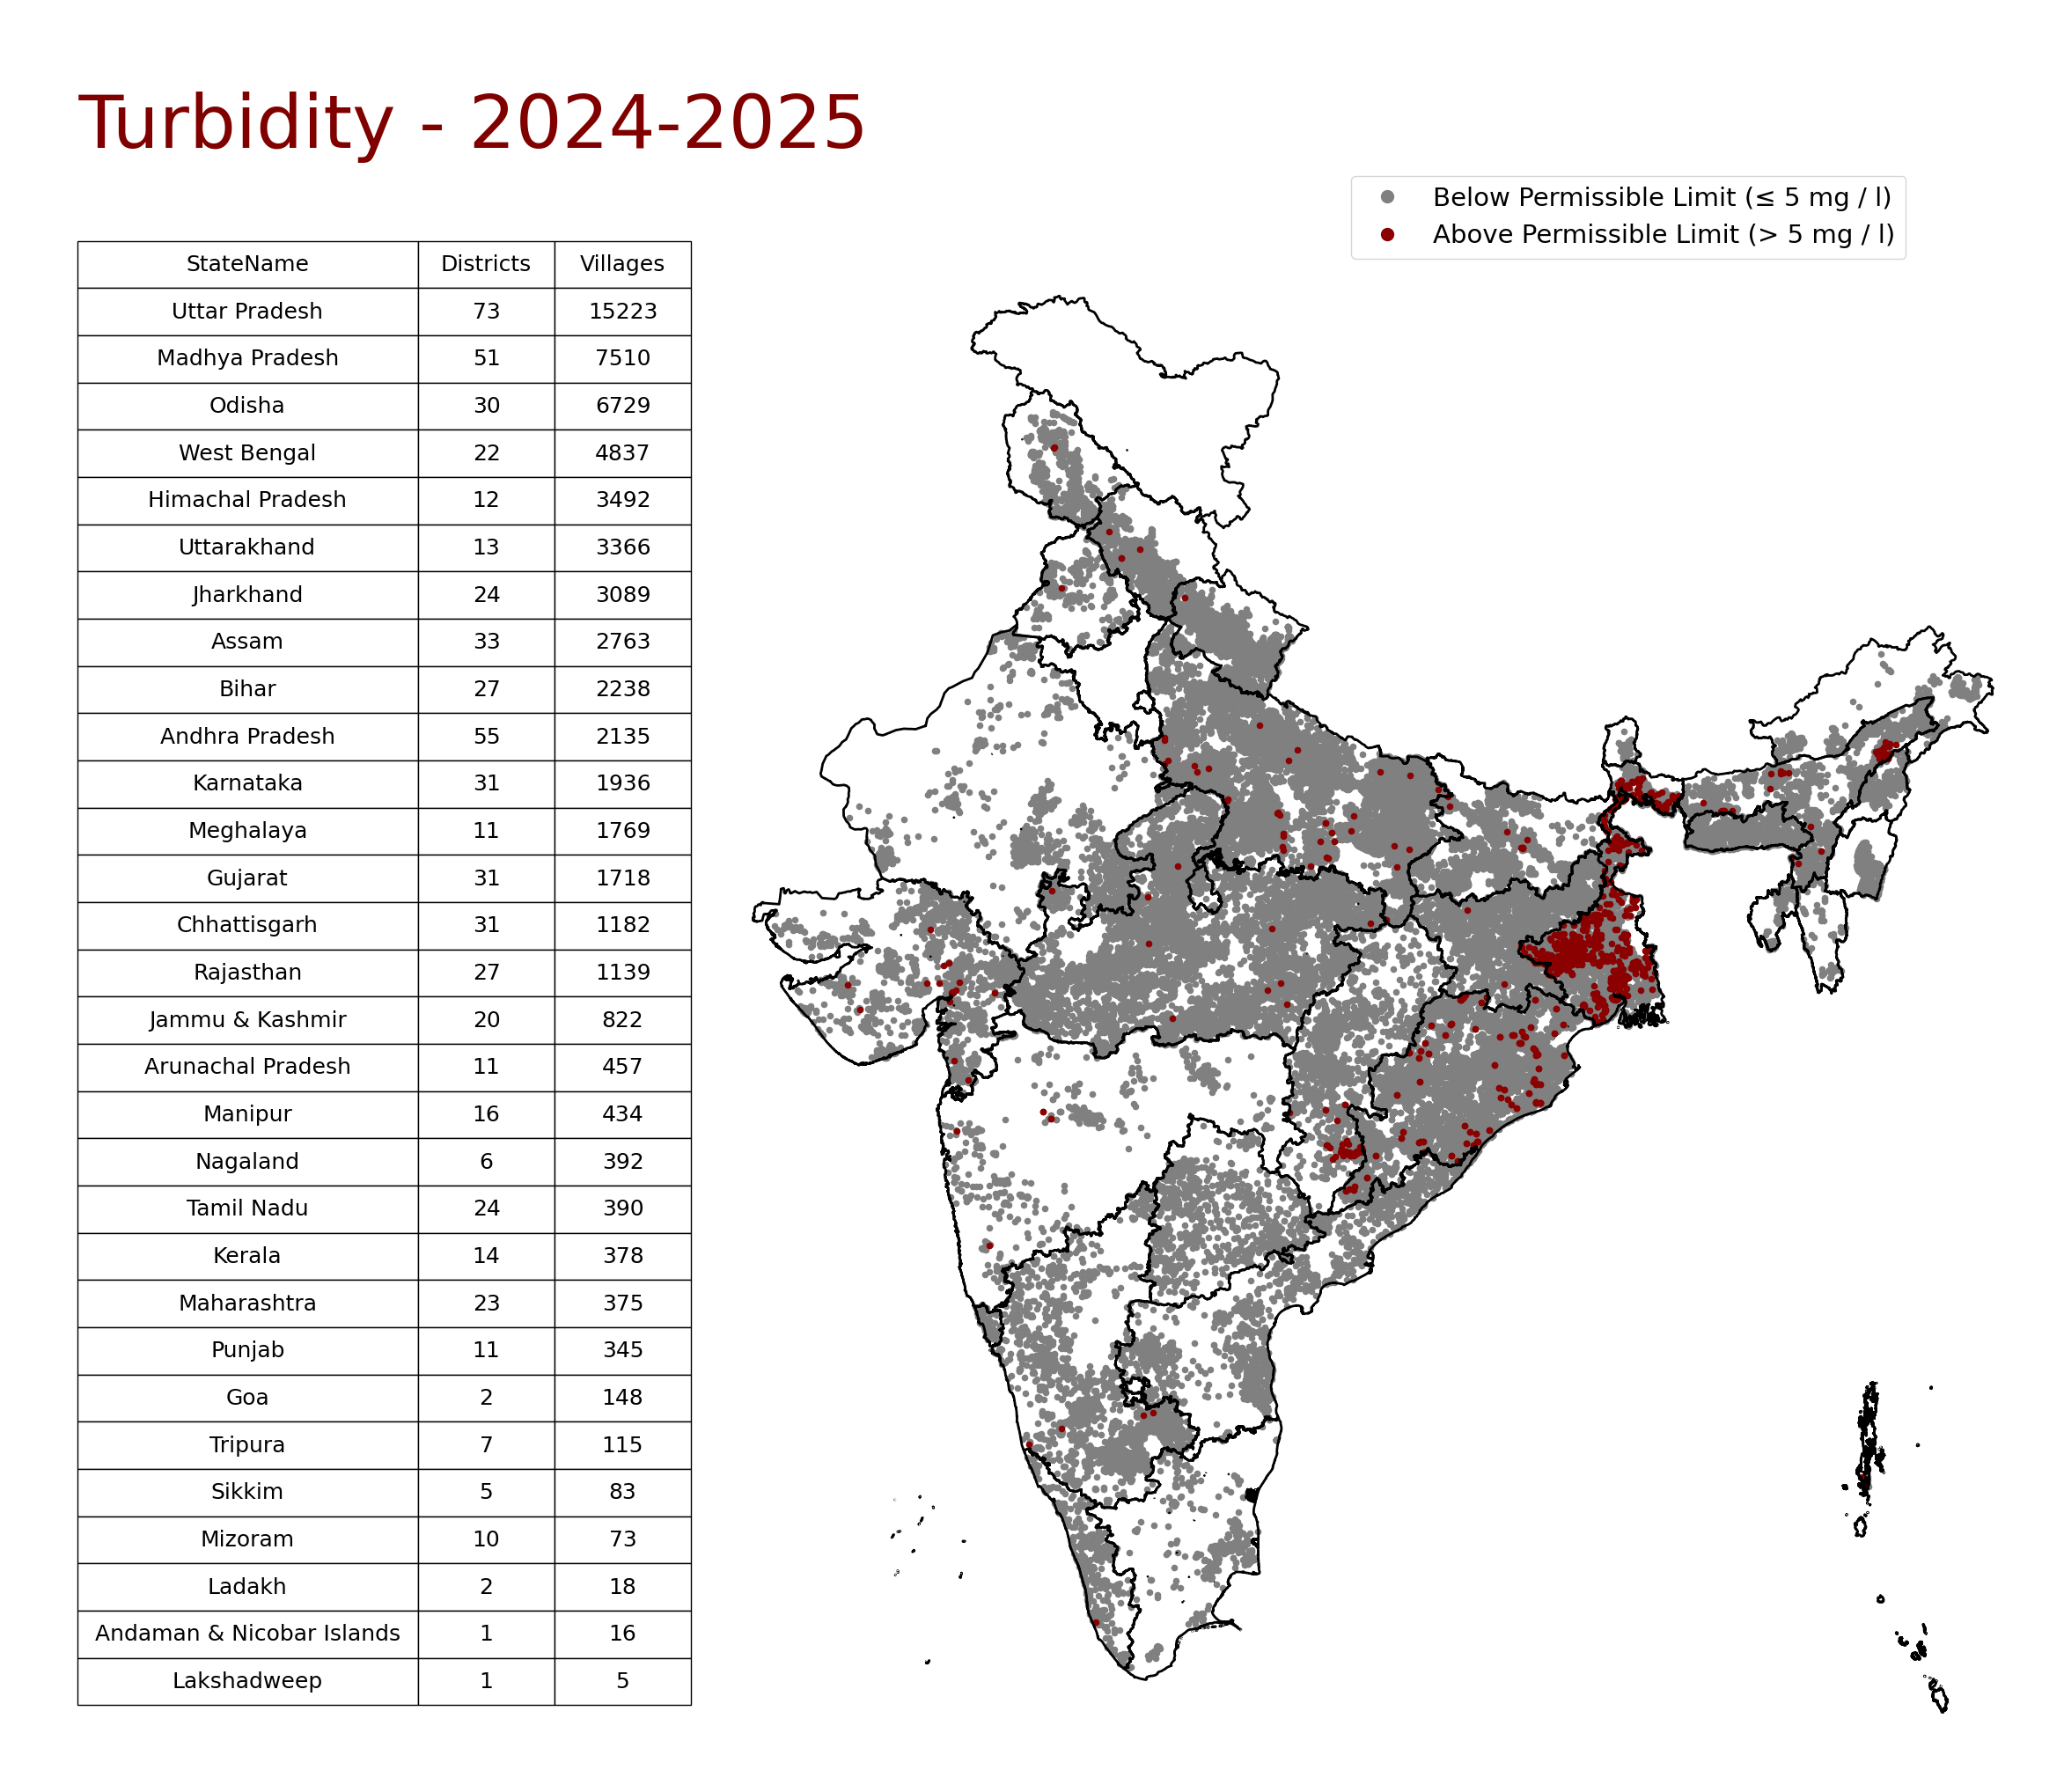 Turbidity - 2024-2025
Below Permissible Limit (≤ 5 mg / l)
Above Permissible Limit (> 5 mg / l)
StateName Districts Villages
Uttar Pradesh 73 15223
Madhya Pradesh 51 7510
Odisha 30 6729
West Bengal 22 4837
Himachal Pradesh 12 3492
Uttarakhand 13 3366
Jharkhand 24 3089
Assam 33 2763
Bihar 27 2238
Andhra Pradesh 55 2135
Karnataka 31 1936
Meghalaya 11 1769
Gujarat 31 1718
Chhattisgarh 31 1182
Rajasthan 27 1139
Jammu & Kashmir 20 822
Arunachal Pradesh 11 457
Manipur 16 434
Nagaland 6 392
Tamil Nadu 24 390
Kerala 14 378
Maharashtra 23 375
Punjab 11 345
Goa 2 148
Tripura 7 115
Sikkim 5 83
Mizoram 10 73
Ladakh 2 18
Andaman & Nicobar Islands 1 16
Lakshadweep 1 5